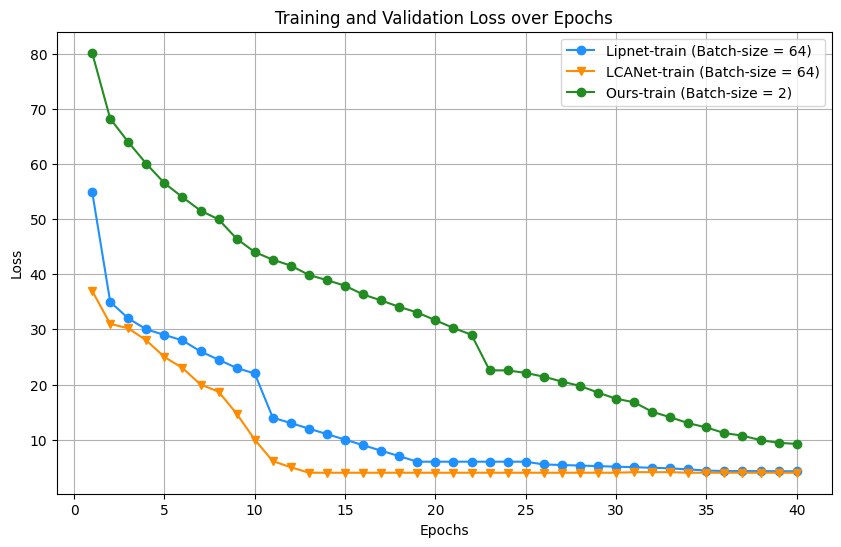 Training and Validation Loss over Epochs
Lipnet-train (Batch-size = 64)
LCANet-train (Batch-size = 64)
Ours-train (Batch-size = 2)
80
70
60
50
40
30
20
10
Loss
0 5 10 15 20 25 30 35 40
Epochs